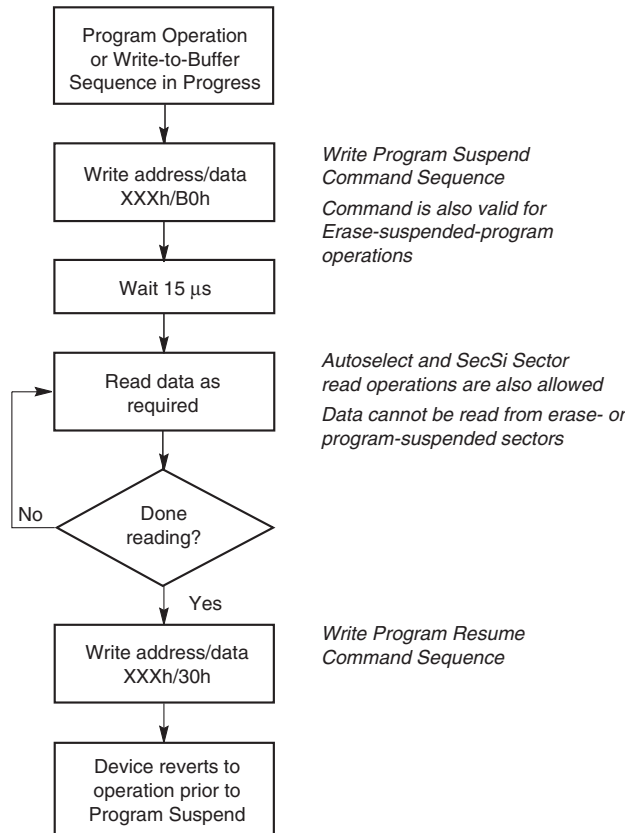 Program Operation
or Write-to-Buffer
Sequence in Progress
Write address/data
XXXh/B0h
Write Program Suspend
Command Sequence
Command is also valid for
Erase-suspended-program
operations
Wait 15 μs
Read data as
required
Autoselect and SecSi Sector
read operations are also allowed
Data cannot be read from erase- or
program-suspended sectors
No
Done
reading?
Yes
Write address/data
XXXh/30h
Write Program Resume
Command Sequence
Device reverts to
operation prior to
Program Suspend